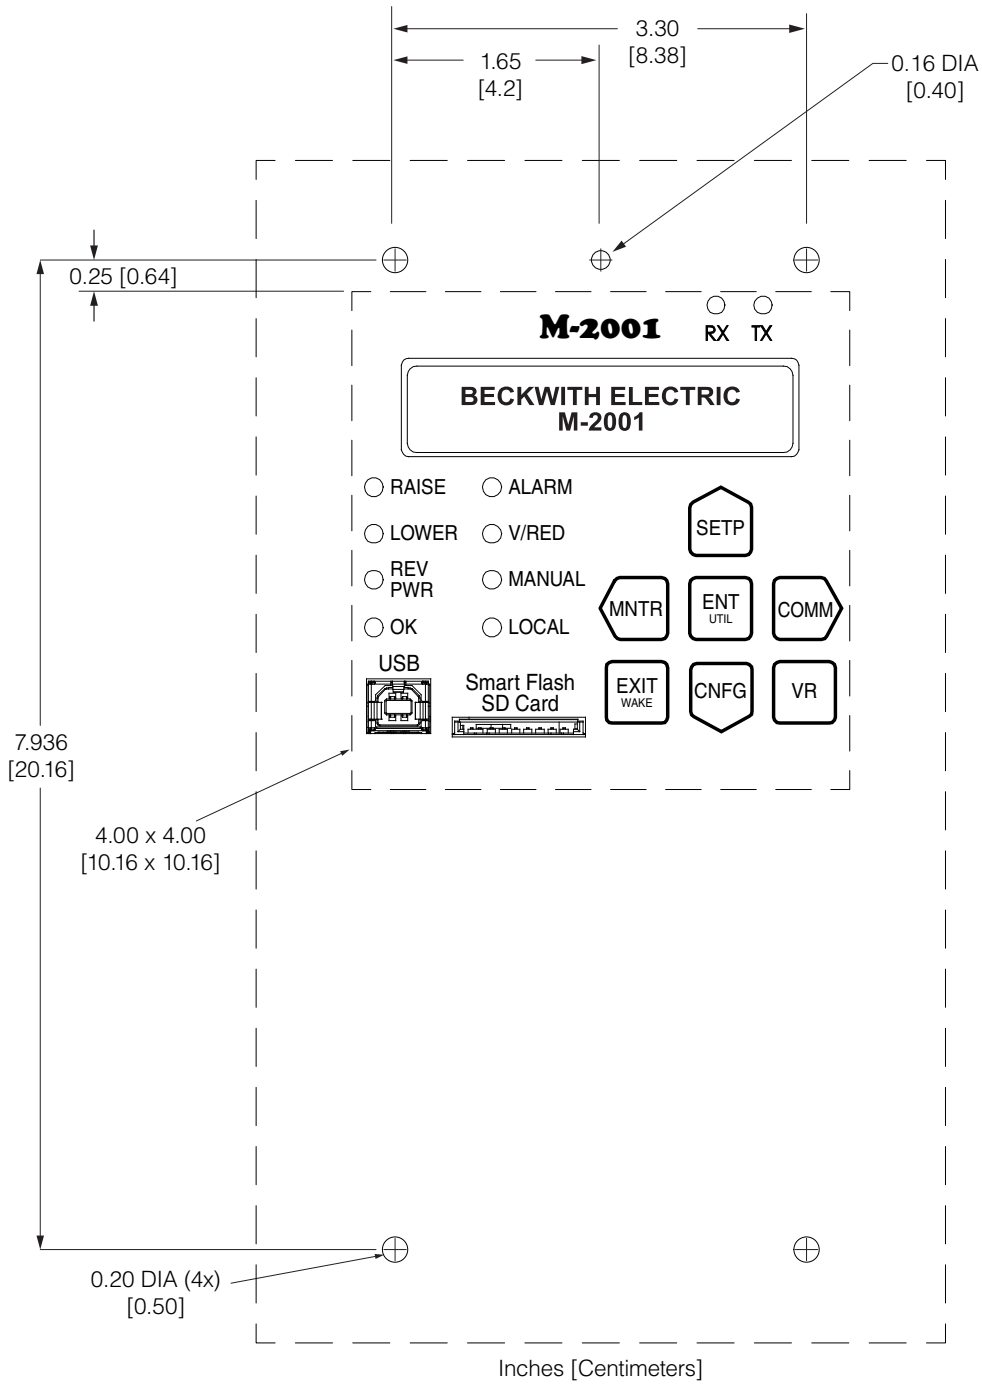 3.30
[8.38]
1.65
[4.2]
0.16 DIA
[0.40]
0.25 [0.64]
M-2001
RX TX
BECKWITH ELECTRIC
M-2001
RAISE
ALARM
LOWER
V/RED
REV
PWR
MANUAL
OK
LOCAL
SETP
MNTR
ENT
UTIL
COMM
USB
Smart Flash
SD Card
EXIT
WAKE
CNFG
VR
7.936
[20.16]
4.00 x 4.00
[10.16 x 10.16]
0.20 DIA (4x)
[0.50]
Inches [Centimeters]